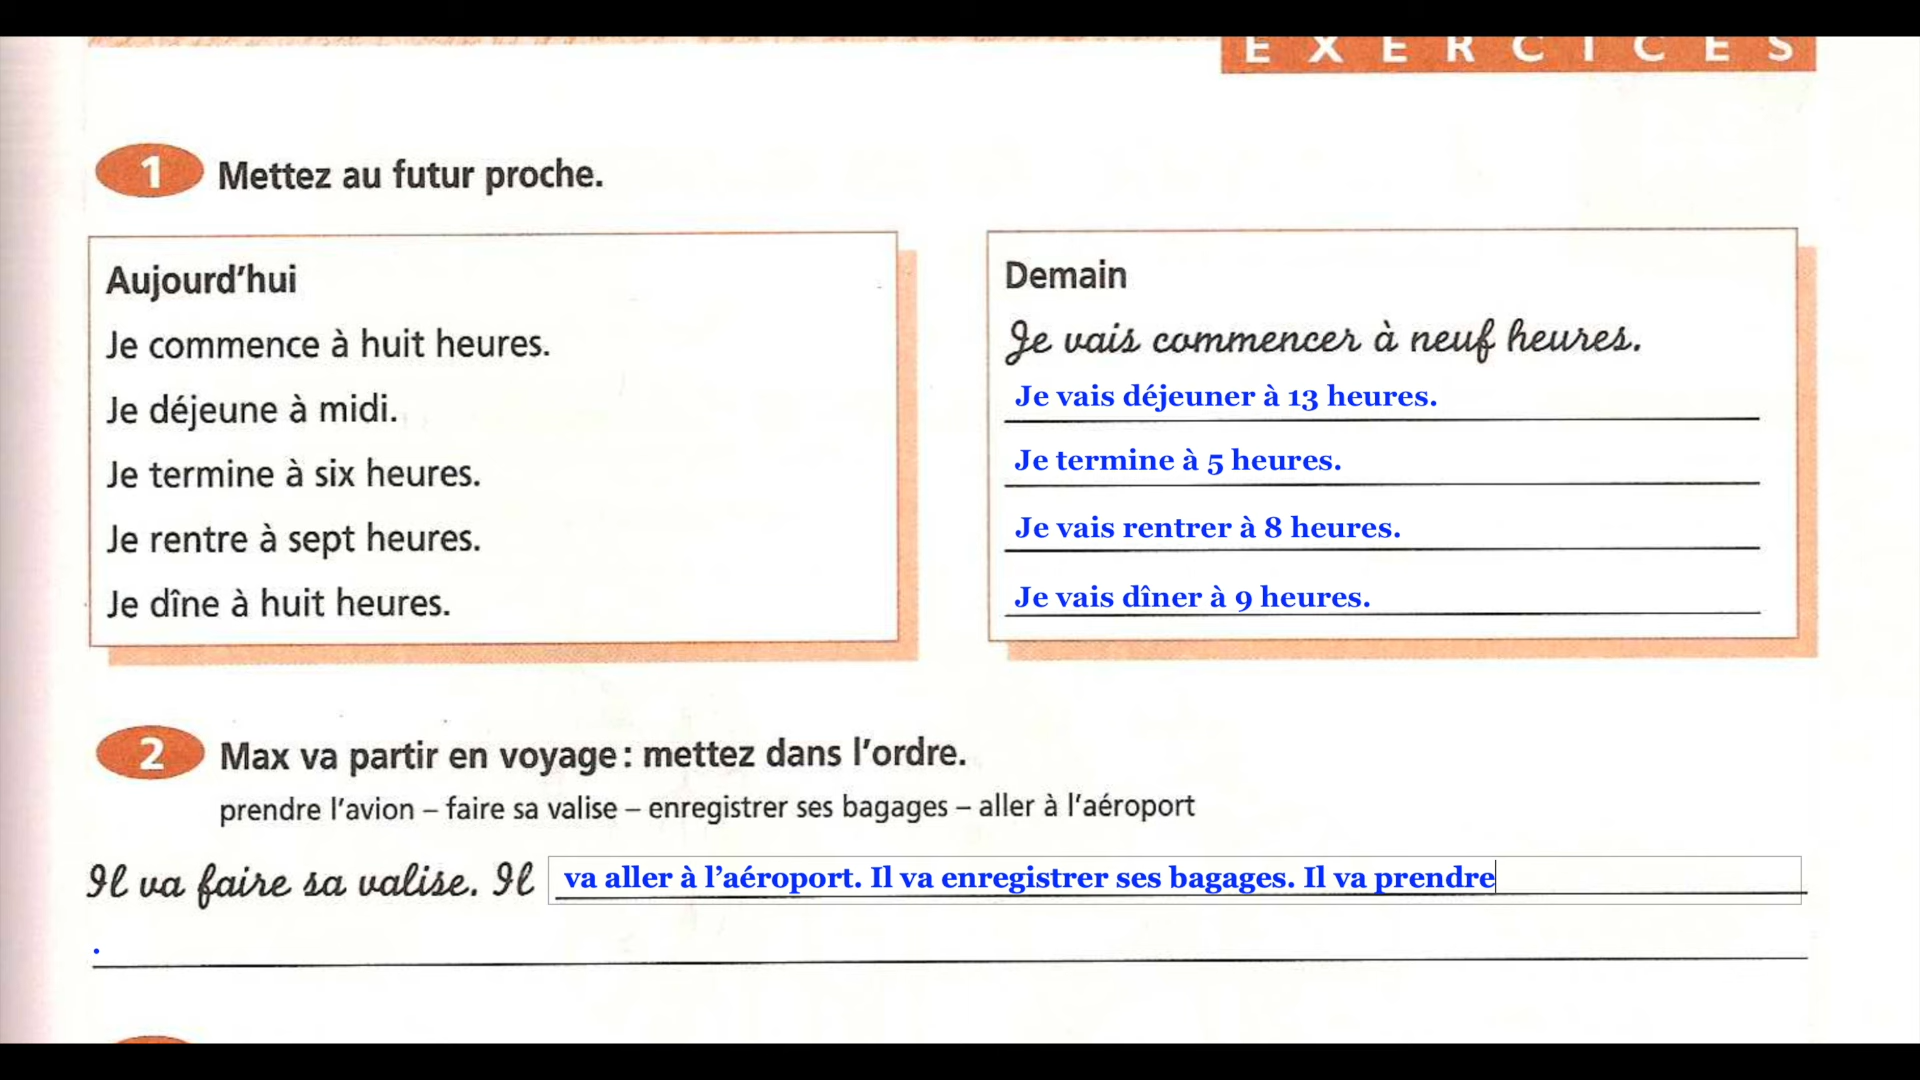 EXERCICES
1 Mettez au futur proche.
Aujourd'hui
Je commence à huit heures.
Je déjeune à midi.
Je termine à six heures.
Je rentre à sept heures.
Je dîne à huit heures.
Demain
Je vais commencer à neuf heures.
Je vais déjeuner à 13 heures.
Je termine à 5 heures.
Je vais rentrer à 8 heures.
Je vais dîner à 9 heures.
2 Max va partir en voyage : mettez dans l'ordre.
prendre l'avion – faire sa valise – enregistrer ses bagages – aller à l'aéroport
Il va faire sa valise. Il va aller à l’aéroport. Il va enregistrer ses bagages. Il va prendre
.